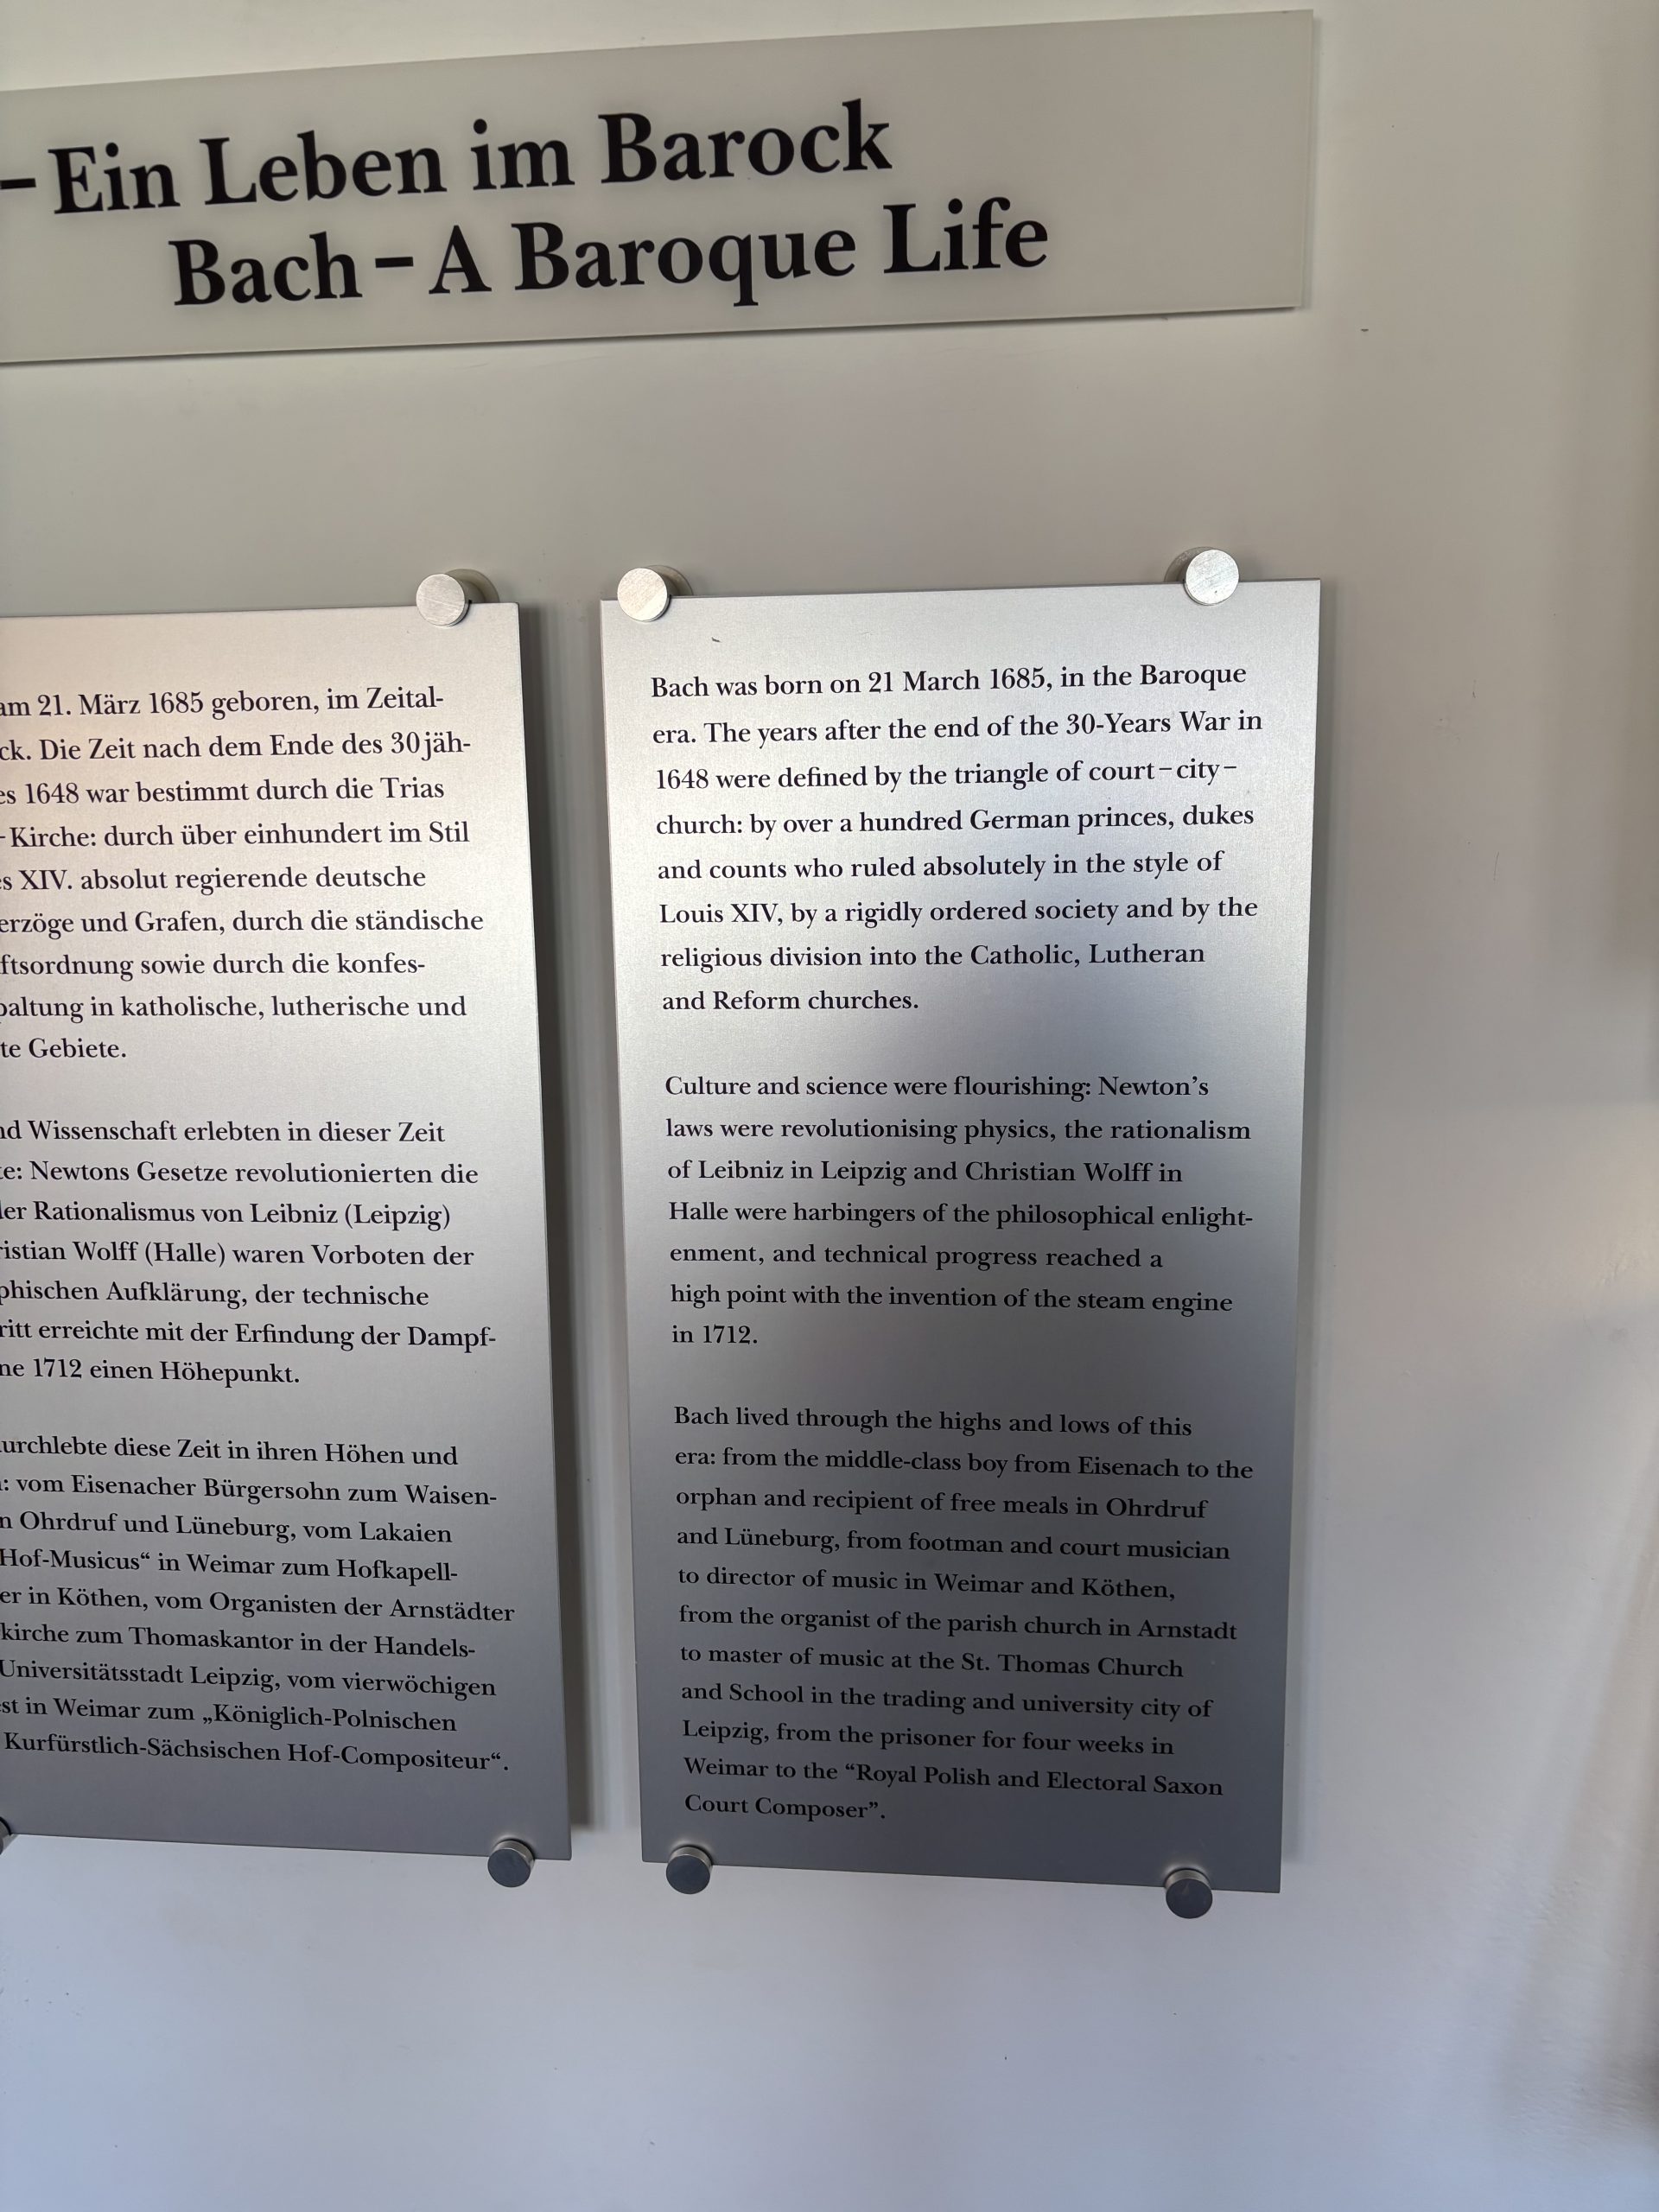 – Ein Leben im Barock
Bach – A Baroque Life
am 21. März 1685 geboren, im Zeital-
ck. Die Zeit nach dem Ende des 30jäh-
es 1648 war bestimmt durch die Trias
-Kirche: durch über einhundert im Stil
es XIV. absolut regierende deutsche
erzöge und Grafen, durch die ständische
ftsordnung sowie durch die konfes-
paltung in katholische, lutherische und
te Gebiete.
nd Wissenschaft erlebten in dieser Zeit
te: Newtons Gesetze revolutionierten die
ler Rationalismus von Leibniz (Leipzig)
ristian Wolff (Halle) waren Vorboten der
phischen Aufklärung, der technische
ritt erreichte mit der Erfindung der Dampf-
ne 1712 einen Höhepunkt.
urchlebte diese Zeit in ihren Höhen und
: vom Eisenacher Bürgersohn zum Waisen-
n Ohrdruf und Lüneburg, vom Lakaien
Hof-Musicus“ in Weimar zum Hofkapell-
er in Köthen, vom Organisten der Arnstädter
kirche zum Thomaskantor in der Handels-
Universitätsstadt Leipzig, vom vierwöchigen
st in Weimar zum „Königlich-Polnischen
Kurfürstlich-Sächsischen Hof-Compositeur“.
Bach was born on 21 March 1685, in the Baroque
era. The years after the end of the 30-Years War in
1648 were defined by the triangle of court – city –
church: by over a hundred German princes, dukes
and counts who ruled absolutely in the style of
Louis XIV, by a rigidly ordered society and by the
religious division into the Catholic, Lutheran
and Reform churches.
Culture and science were flourishing: Newton’s
laws were revolutionising physics, the rationalism
of Leibniz in Leipzig and Christian Wolff in
Halle were harbingers of the philosophical enlight-
enment, and technical progress reached a
high point with the invention of the steam engine
in 1712.
Bach lived through the highs and lows of this
era: from the middle-class boy from Eisenach to the
orphan and recipient of free meals in Ohrdruf
and Lüneburg, from footman and court musician
to director of music in Weimar and Köthen,
from the organist of the parish church in Arnstadt
to master of music at the St. Thomas Church
and School in the trading and university city of
Leipzig, from the prisoner for four weeks in
Weimar to the “Royal Polish and Electoral Saxon
Court Composer”.